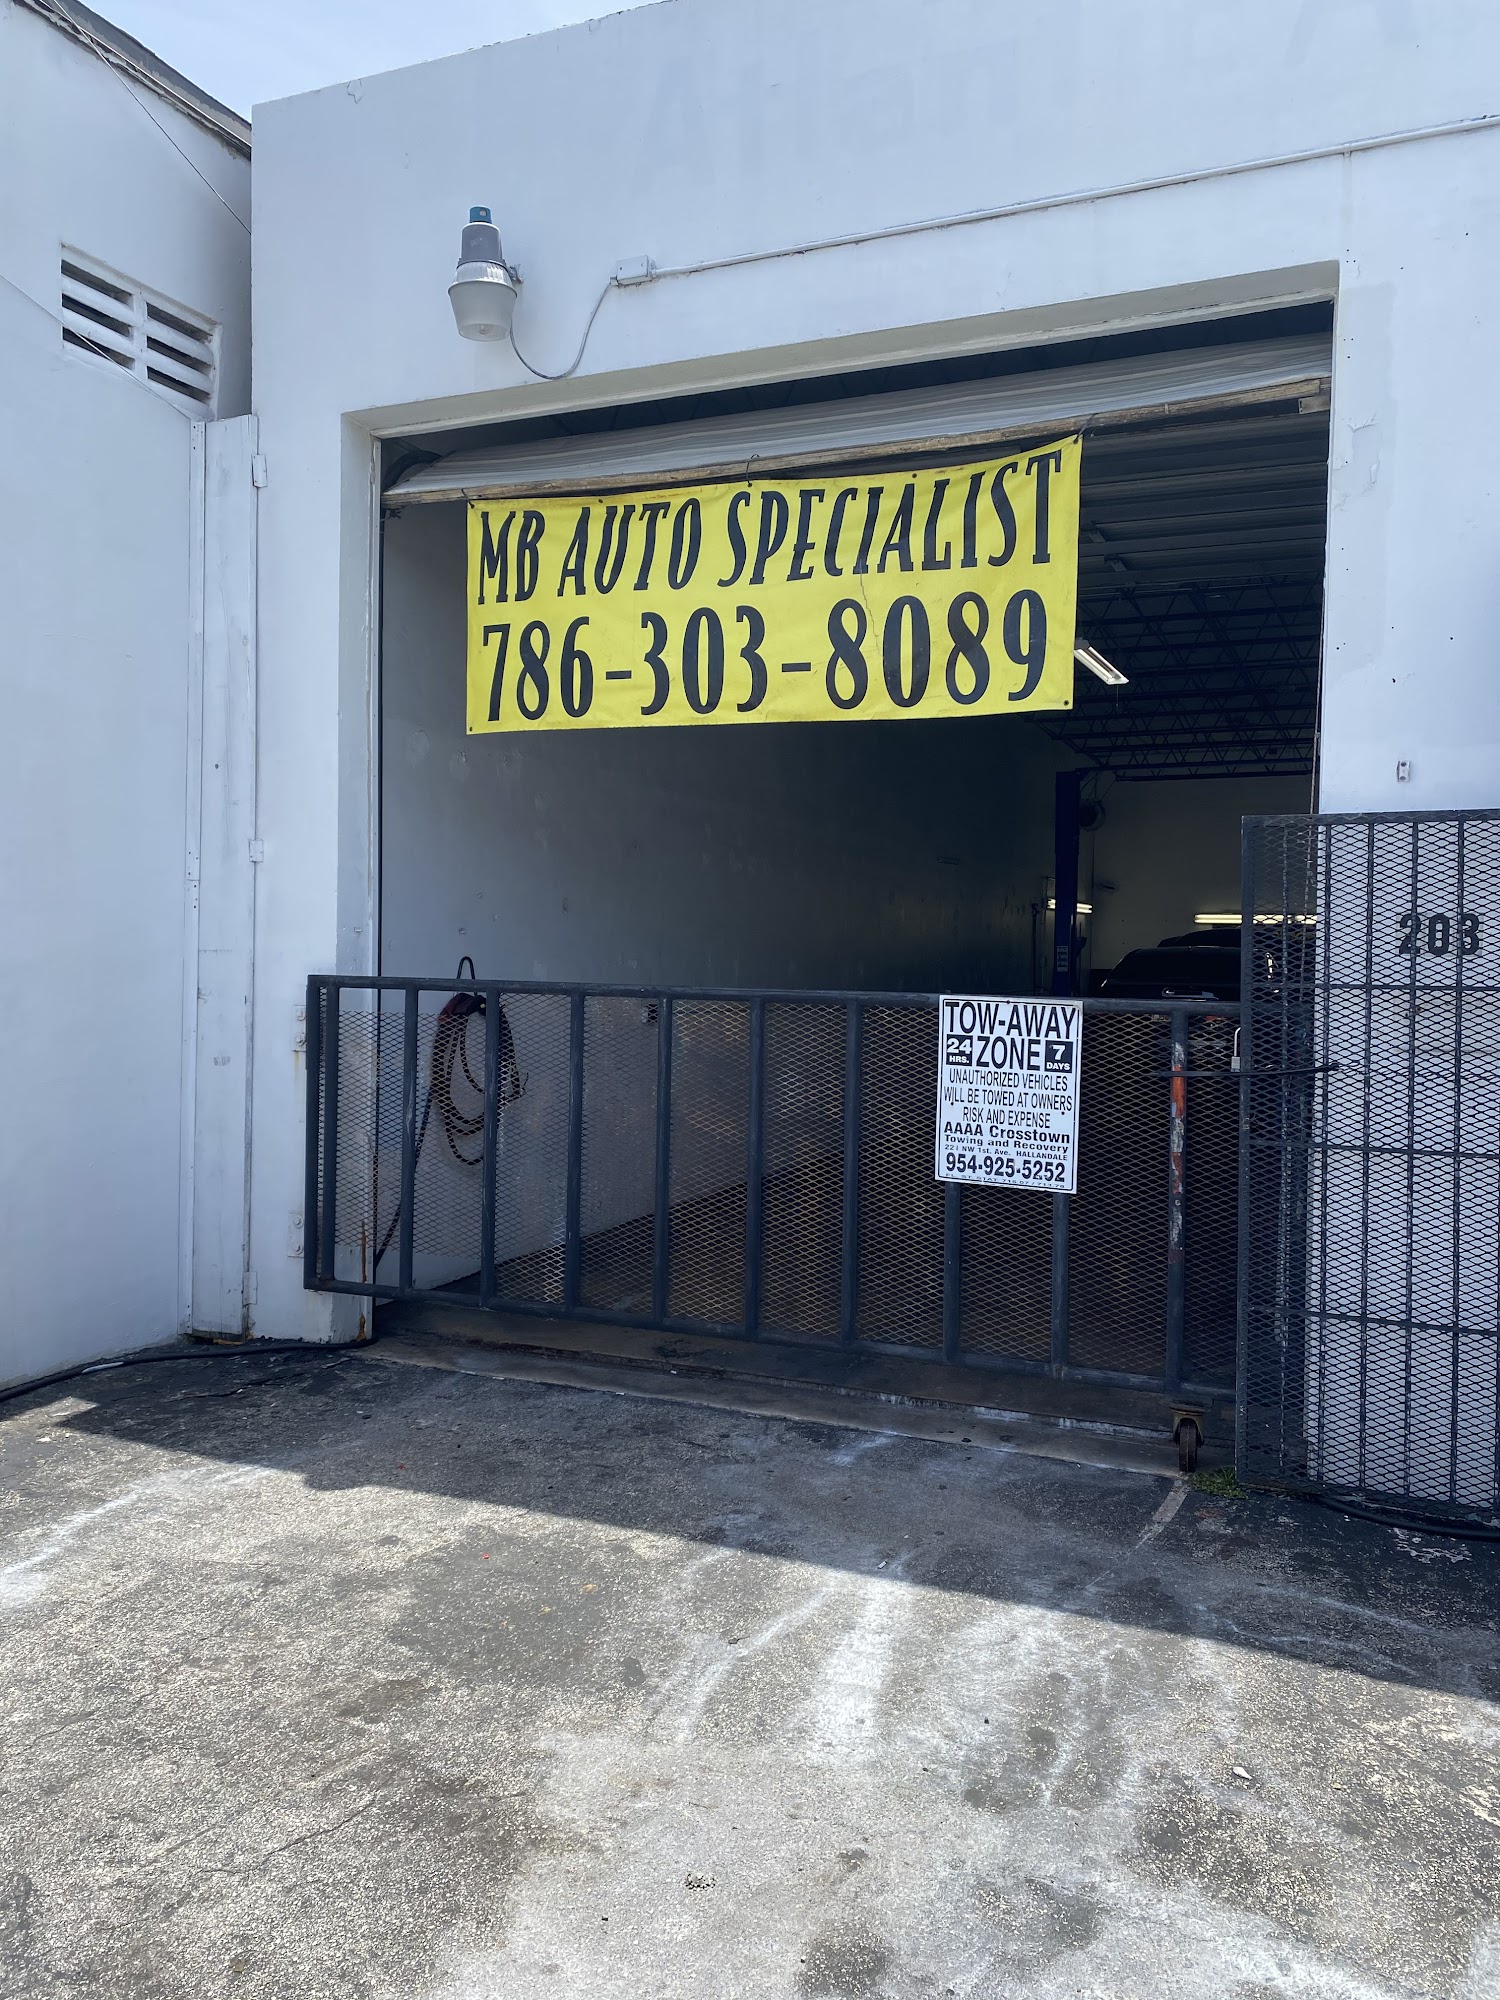 MB AUTO SPECIALIST
786-303-8089
203
TOW-AWAY
24 HRS. ZONE 7 DAYS
UNAUTHORIZED VEHICLES
WILL BE TOWED AT OWNERS
RISK AND EXPENSE
AAAA Crosstown
Towing and Recovery
221 NW 1st. Ave. HALLANDALE
954-925-5252